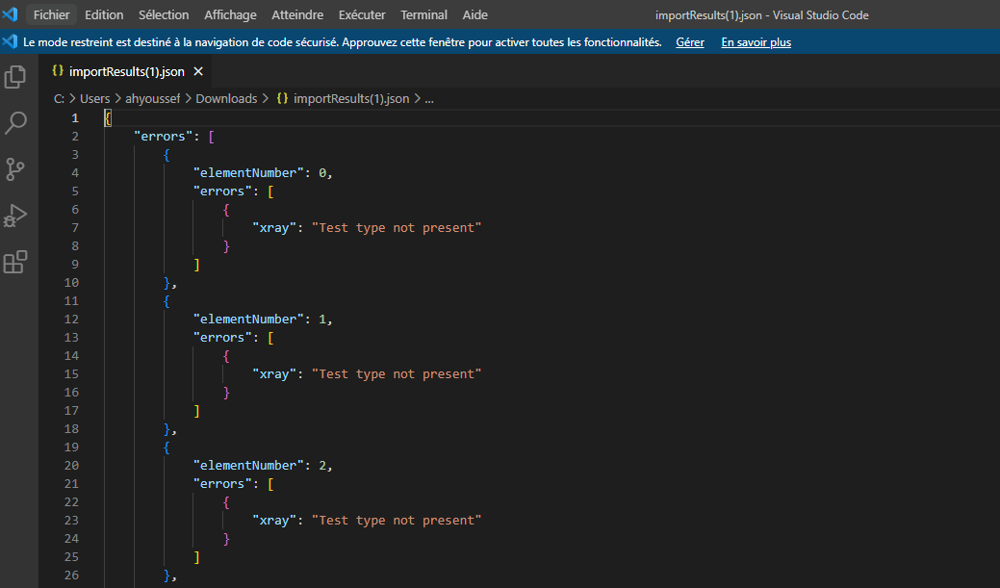 Fichier Edition Sélection Affichage Atteindre Exécuter Terminal Aide importResults(1).json - Visual Studio Code
Le mode restreint est destiné à la navigation de code sécurisé. Approuvez cette fenêtre pour activer toutes les fonctionnalités. Gérer En savoir plus
{} importResults(1).json ×
C: > Users > ahyoussef > Downloads > {} importResults(1).json > ...
1 {
2 "errors": [
3 {
4 "elementNumber": 0,
5 "errors": [
6 {
7 "xray": "Test type not present"
8 }
9 ]
10 },
11 {
12 "elementNumber": 1,
13 "errors": [
14 {
15 "xray": "Test type not present"
16 }
17 ]
18 },
19 {
20 "elementNumber": 2,
21 "errors": [
22 {
23 "xray": "Test type not present"
24 }
25 ]
26 },